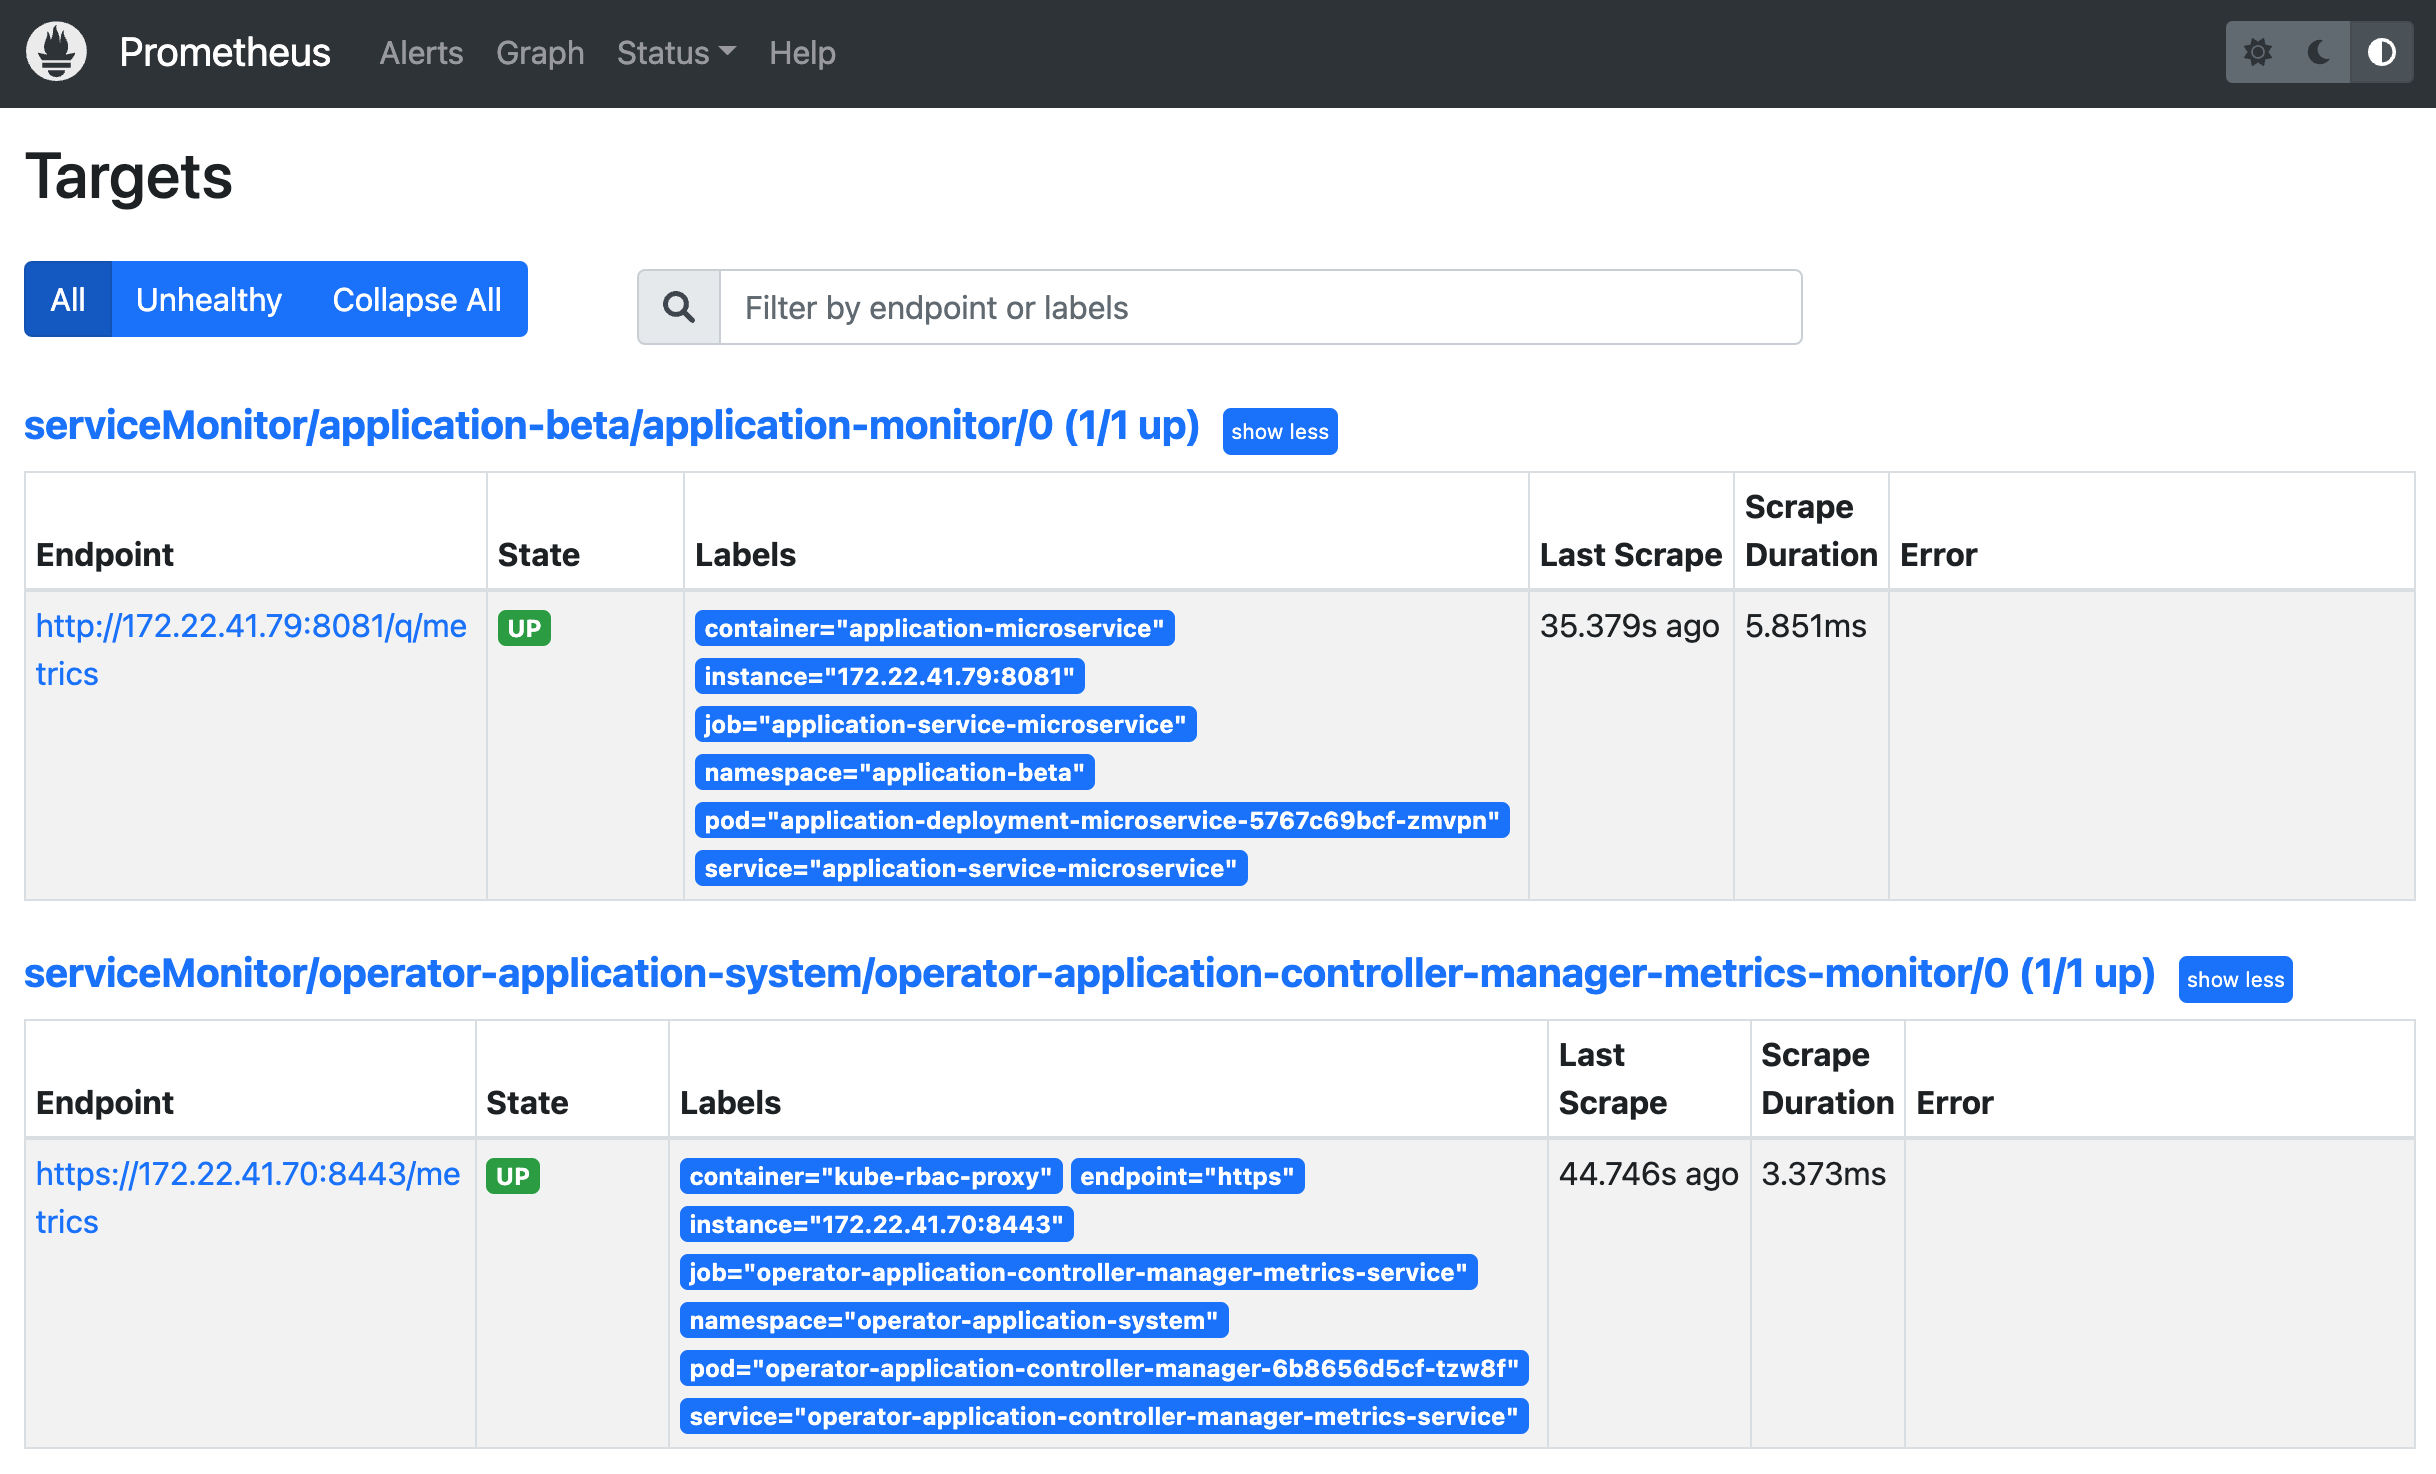 Prometheus Alerts Graph Status Help
Targets
All Unhealthy Collapse All
Filter by endpoint or labels
serviceMonitor/application-beta/application-monitor/0 (1/1 up) show less
Endpoint State Labels Last Scrape Scrape Duration Error
http://172.22.41.79:8081/q/me
trics
UP
container="application-microservice"
instance="172.22.41.79:8081"
job="application-service-microservice"
namespace="application-beta"
pod="application-deployment-microservice-5767c69bcf-zmvpn"
service="application-service-microservice"
35.379s ago
5.851ms
serviceMonitor/operator-application-system/operator-application-controller-manager-metrics-monitor/0 (1/1 up) show less
Endpoint State Labels Last Scrape Scrape Duration Error
https://172.22.41.70:8443/me
trics
UP
container="kube-rbac-proxy" endpoint="https"
instance="172.22.41.70:8443"
job="operator-application-controller-manager-metrics-service"
namespace="operator-application-system"
pod="operator-application-controller-manager-6b8656d5cf-tzw8f"
service="operator-application-controller-manager-metrics-service"
44.746s ago
3.373ms